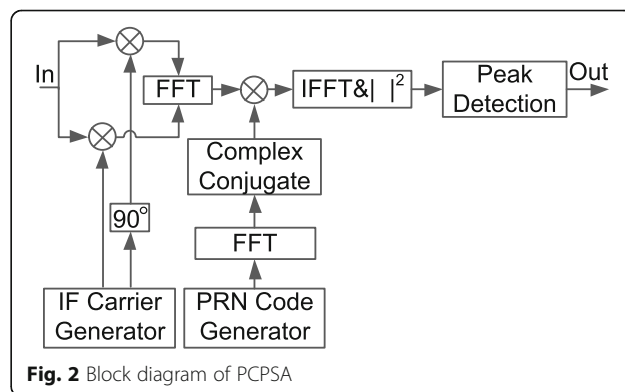 In
FFT
IFFT&| |²
Peak
Detection
Out
Complex
Conjugate
90°
FFT
IF Carrier
Generator
PRN Code
Generator
Fig. 2 Block diagram of PCPSA